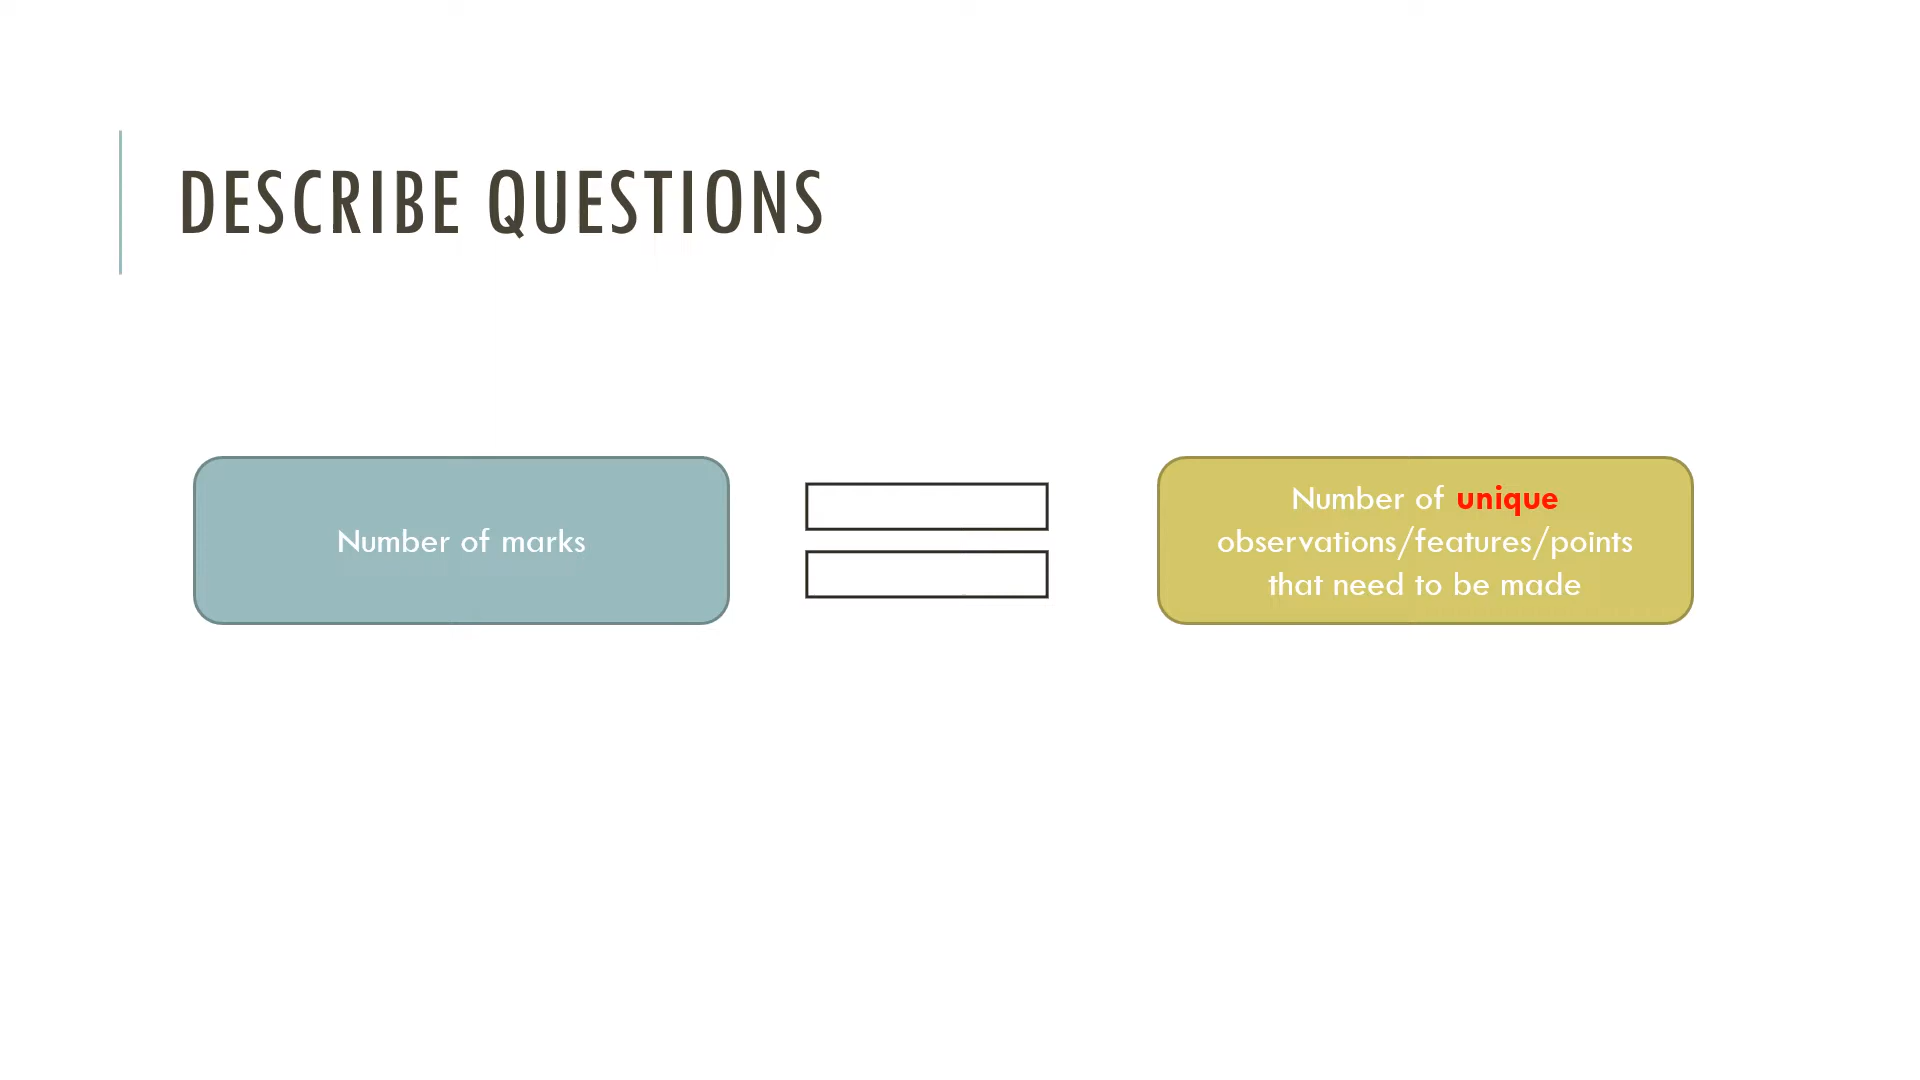 DESCRIBE QUESTIONS
Number of marks
Number of unique
observations/features/points
that need to be made